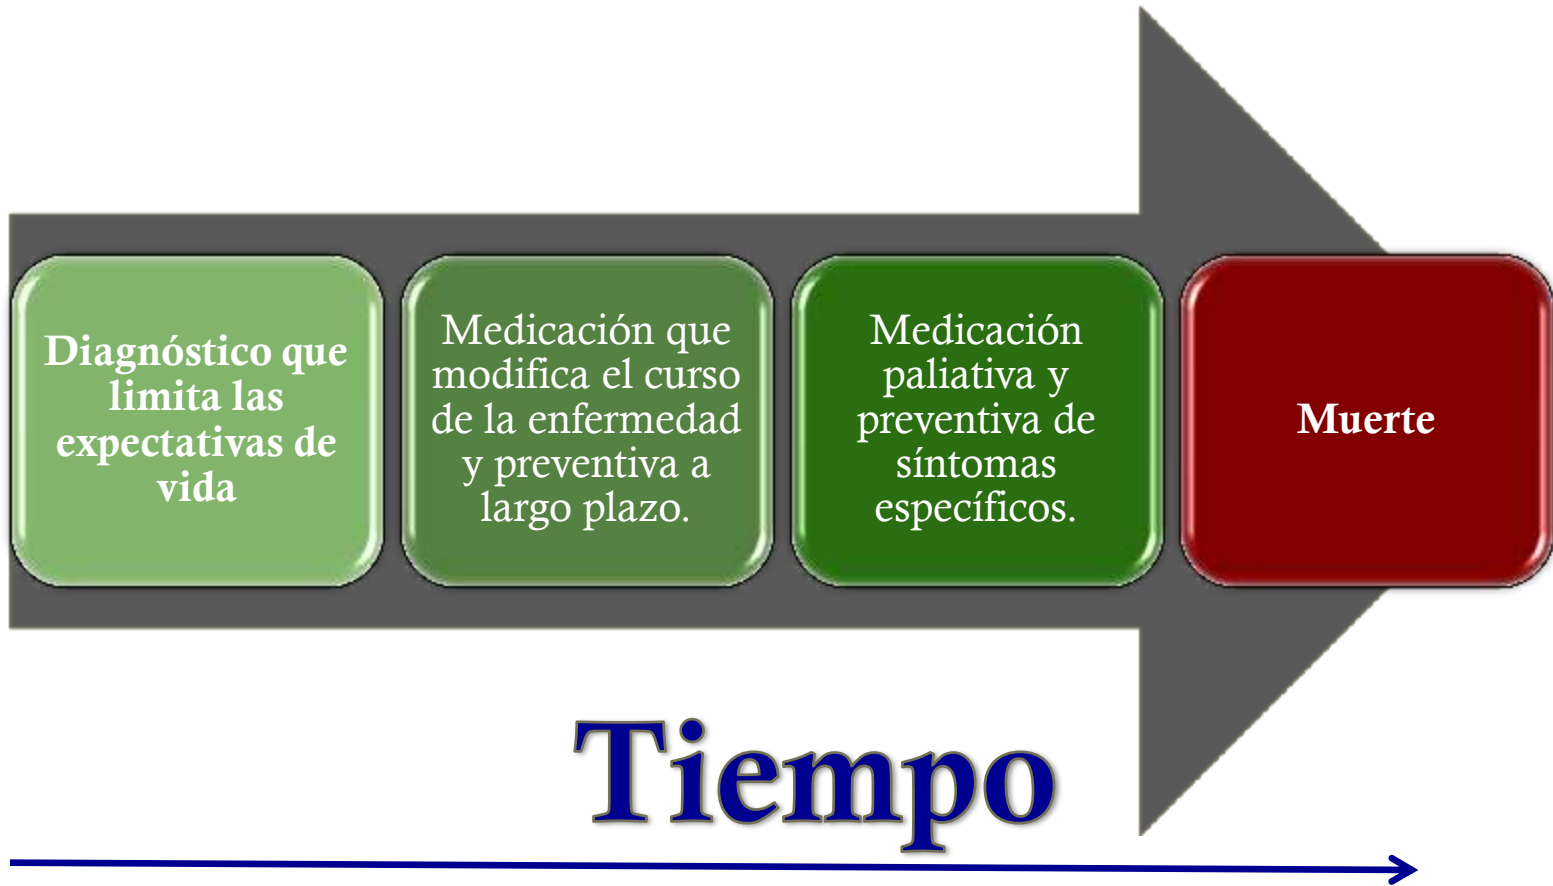 Diagnóstico que
limita las
expectativas de
vida
Medicación que
modifica el curso
de la enfermedad
y preventiva a
largo plazo.
Medicación
paliativa y
preventiva de
síntomas
específicos.
Muerte
Tiempo